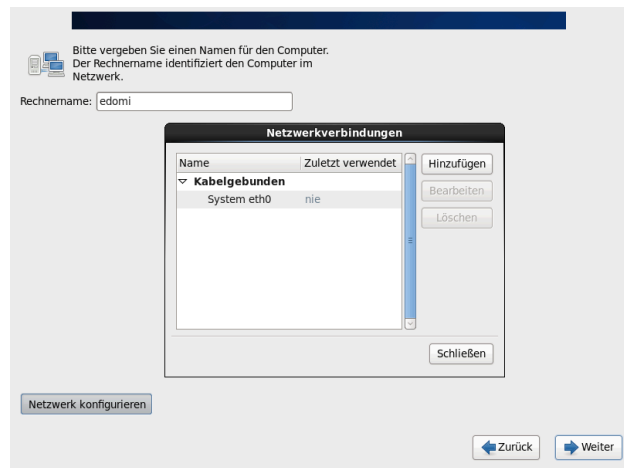 Bitte vergeben Sie einen Namen für den Computer.
Der Rechnername identifiziert den Computer im
Netzwerk.
Rechnername: edomi
Netzwerkverbindungen
Name Zuletzt verwendet Hinzufügen
Kabelgebunden
Bearbeiten
System eth0 nie
Löschen
Schließen
Netzwerk konfigurieren
Zurück Weiter